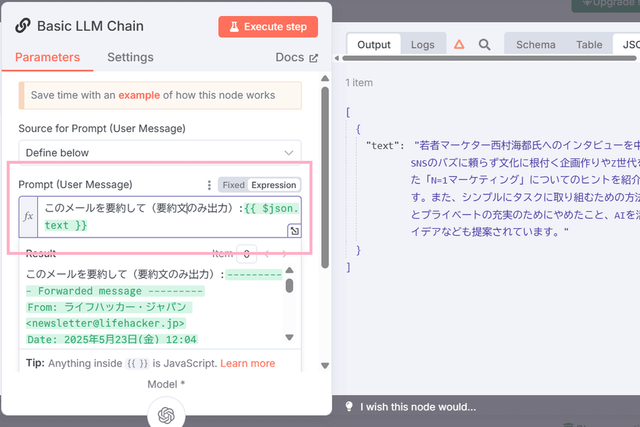 Basic LLM Chain
Execute step
Parameters
Settings
Docs
Save time with an example of how this node works
Source for Prompt (User Message)
Define below
Prompt (User Message)
Fixed
Expression
fx
このメールを要約して（要約文のみ出力）:{{ $json.
text }}
Result
Item
0
このメールを要約して（要約文のみ出力）:---------
- Forwarded message ---------
From: ライフハッカー・ジャパン
<newsletter@lifehacker.jp>
Date: 2025年5月23日(金) 12:04
Tip: Anything inside {{ }} is JavaScript. Learn more
Model *
Upgrade
Output
Logs
Schema
Table
JSO
1 item
[
{
"text": "若者マーケター西村海都氏へのインタビューを中
SNSのバズに頼らず文化に根付く企画作りやZ世代を
た「N=1マーケティング」についてのヒントを紹介
す。また、シンプルにタスクに取り組むための方法
とプライベートの充実のためにやめたこと、AIを活
イデアなども提案されています。"
}
]
I wish this node would...